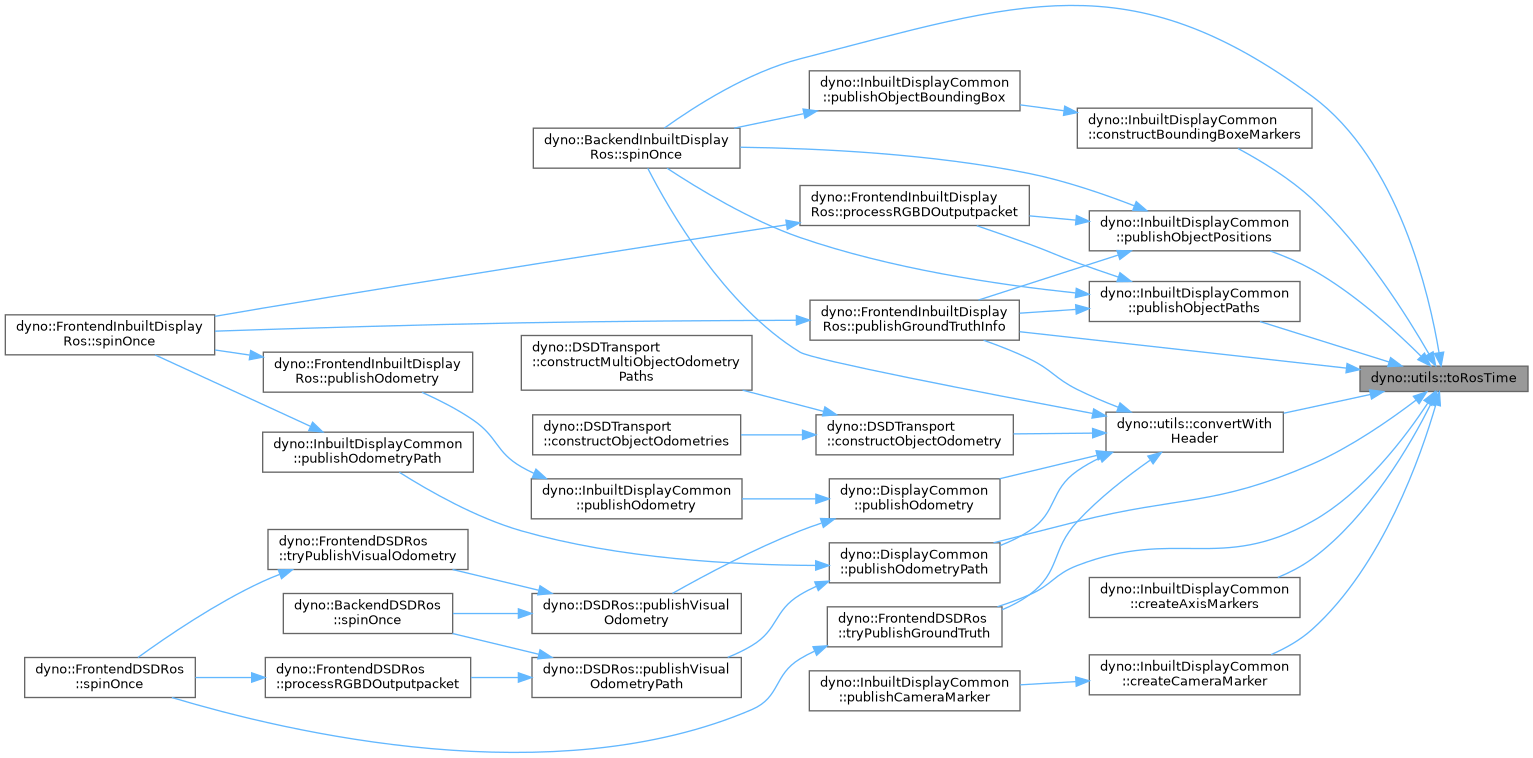 dyno::InbuiltDisplayCommon
::publishObjectBoundingBox
dyno::InbuiltDisplayCommon
::constructBoundingBoxeMarkers
dyno::BackendInbuiltDisplay
Ros::spinOnce
dyno::FrontendInbuiltDisplay
Ros::processRGBDOutputpacket
dyno::InbuiltDisplayCommon
::publishObjectPositions
dyno::InbuiltDisplayCommon
::publishObjectPaths
dyno::FrontendInbuiltDisplay
Ros::publishGroundTruthInfo
dyno::FrontendInbuiltDisplay
Ros::spinOnce
dyno::DSDTransport
::constructMultiObjectOdometry
Paths
dyno::FrontendInbuiltDisplay
Ros::publishOdometry
dyno::utils::toRosTime
dyno::utils::convertWith
Header
dyno::DSDTransport
::constructObjectOdometries
dyno::DSDTransport
::constructObjectOdometry
dyno::InbuiltDisplayCommon
::publishOdometryPath
dyno::InbuiltDisplayCommon
::publishOdometry
dyno::DisplayCommon
::publishOdometry
dyno::FrontendDSDRos
::tryPublishVisualOdometry
dyno::DisplayCommon
::publishOdometryPath
dyno::InbuiltDisplayCommon
::createAxisMarkers
dyno::BackendDSDRos
::spinOnce
dyno::DSDRos::publishVisual
Odometry
dyno::FrontendDSDRos
::tryPublishGroundTruth
dyno::FrontendDSDRos
::spinOnce
dyno::FrontendDSDRos
::processRGBDOutputpacket
dyno::DSDRos::publishVisual
OdometryPath
dyno::InbuiltDisplayCommon
::publishCameraMarker
dyno::InbuiltDisplayCommon
::createCameraMarker